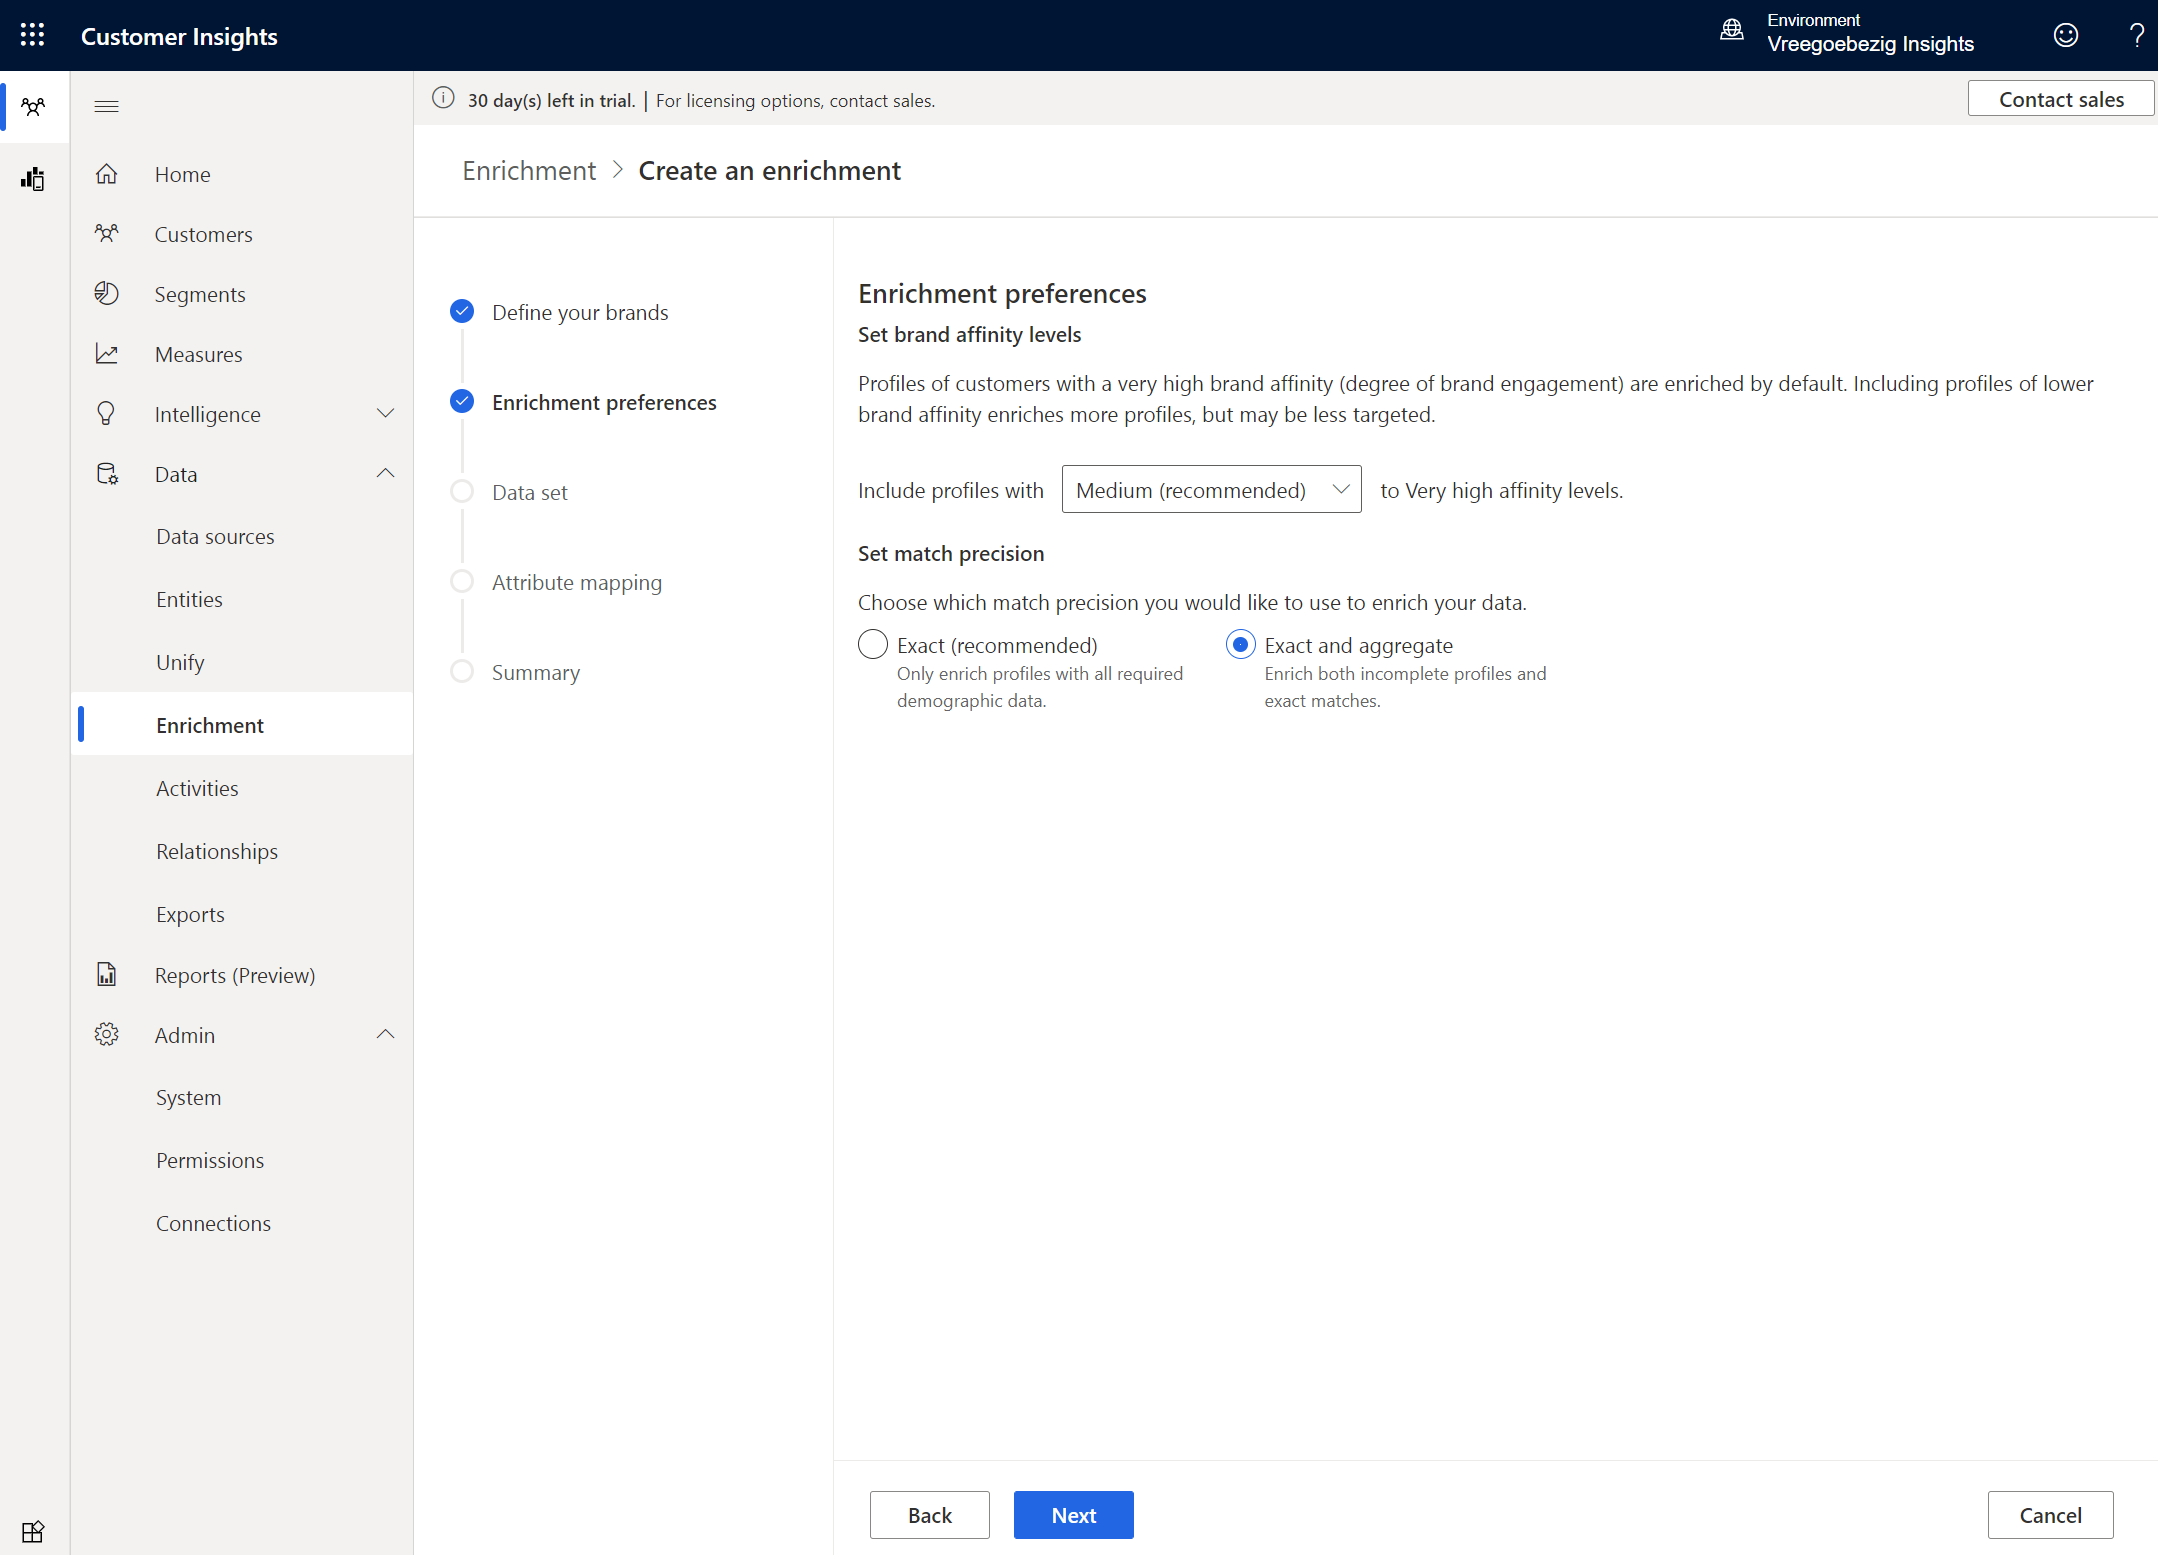 Customer Insights
Environment
Vreegoebezig Insights
?
30 day(s) left in trial. | For licensing options, contact sales.
Contact sales
Home
Customers
Segments
Measures
Intelligence
Data
Data sources
Entities
Unify
Enrichment
Activities
Relationships
Exports
Reports (Preview)
Admin
System
Permissions
Connections
Enrichment > Create an enrichment
Define your brands
Enrichment preferences
Data set
Attribute mapping
Summary
Enrichment preferences
Set brand affinity levels
Profiles of customers with a very high brand affinity (degree of brand engagement) are enriched by default. Including profiles of lower
brand affinity enriches more profiles, but may be less targeted.
Include profiles with Medium (recommended) to Very high affinity levels.
Set match precision
Choose which match precision you would like to use to enrich your data.
Exact (recommended)
Only enrich profiles with all required
demographic data.
Exact and aggregate
Enrich both incomplete profiles and
exact matches.
Back
Next
Cancel